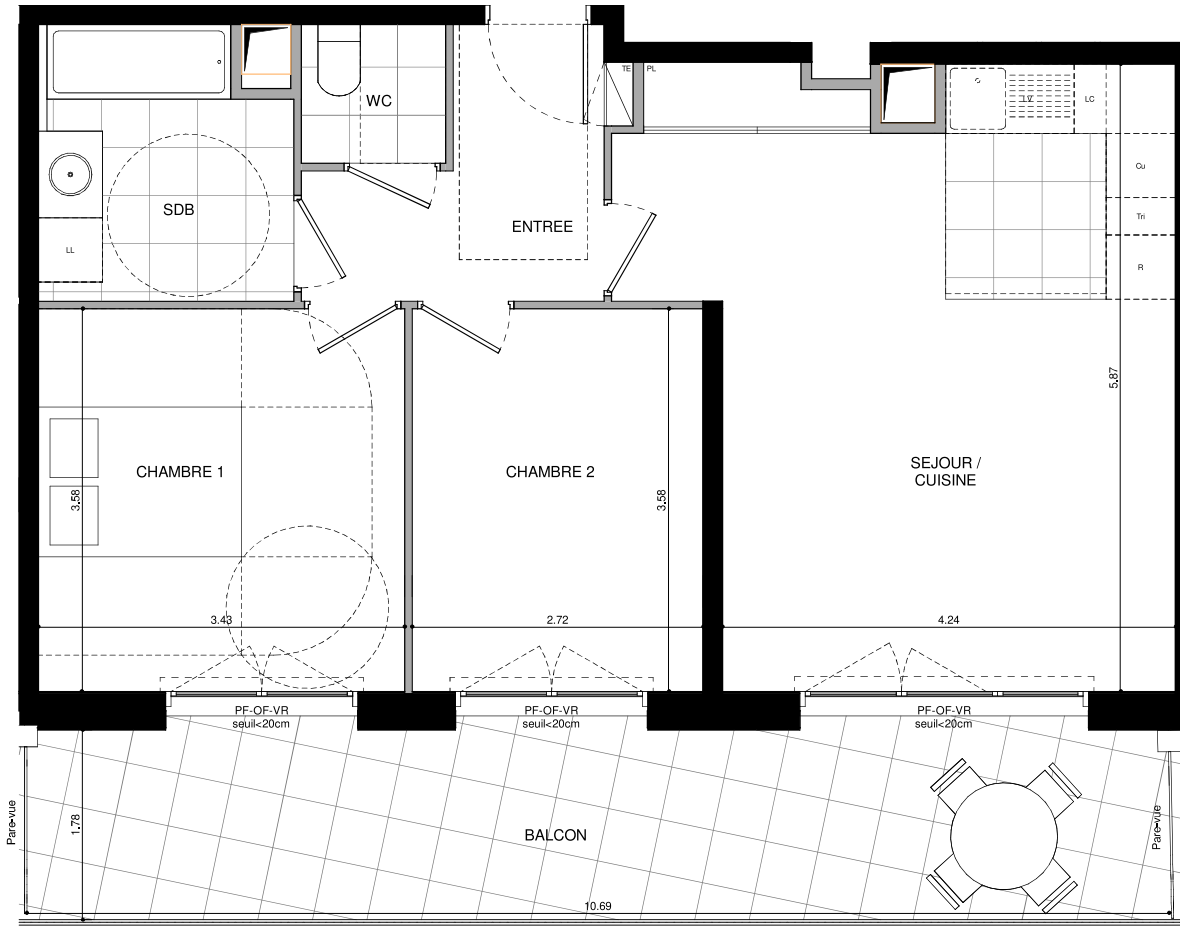 TE
PL
WC
LV
LC
Cu
SDB
Tri
ENTREE
LL
R
5.87
CHAMBRE 1
CHAMBRE 2
SEJOUR /
CUISINE
3.58
3.58
3.43
2.72
4.24
PF-OF-VR
seuil<20cm
PF-OF-VR
seuil<20cm
PF-OF-VR
seuil<20cm
Pare-vue
1.78
BALCON
Pare-vue
10.69